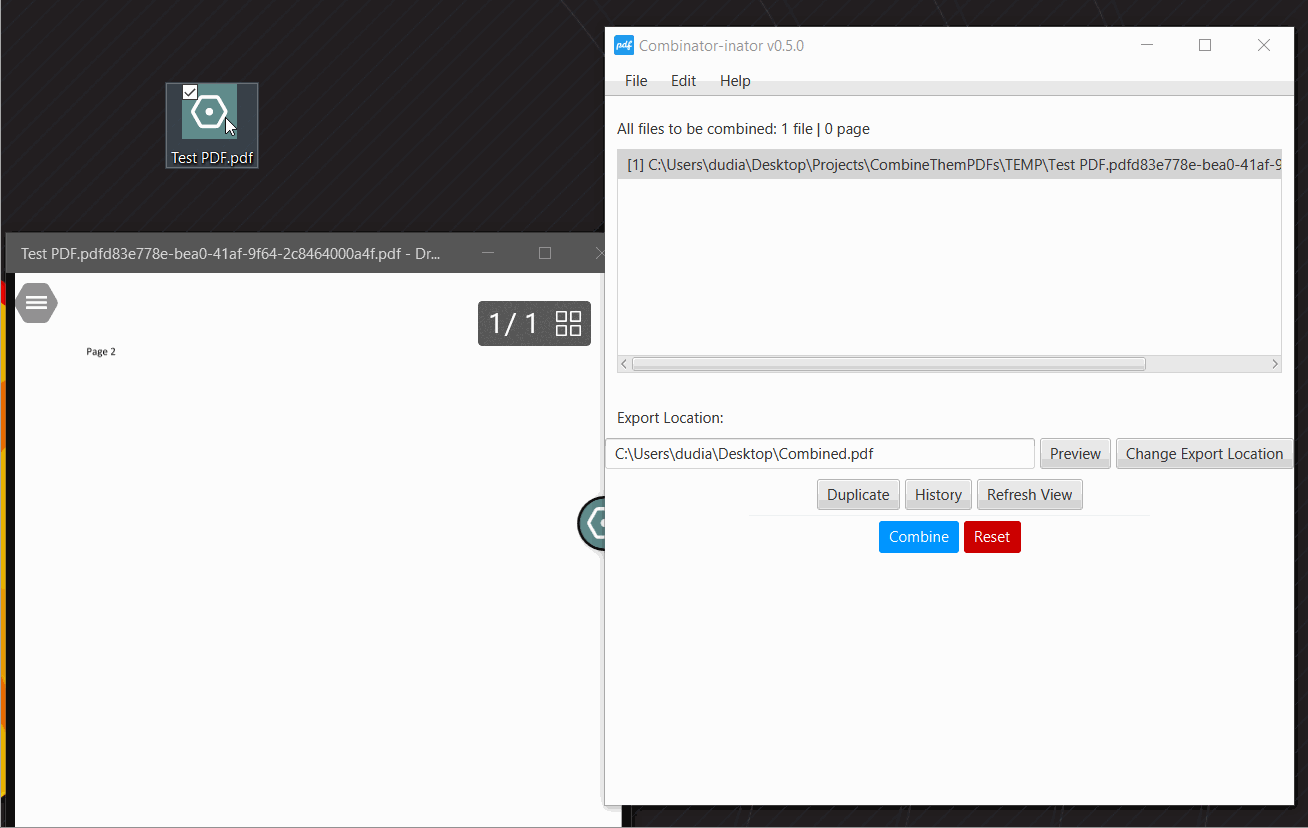 Test PDF.pdf
Test PDF.pdfd83e778e-bea0-41af-9f64-2c8464000a4f.pdf - Dr...
1/ 1
Page 2
pdf Combinator-inator v0.5.0
File Edit Help
All files to be combined: 1 file | 0 page
[1] C:\Users\dudia\Desktop\Projects\CombineThemPDFs\TEMP\Test PDF.pdfd83e778e-bea0-41af-9
Export Location:
C:\Users\dudia\Desktop\Combined.pdf Preview Change Export Location
Duplicate History Refresh View
Combine Reset